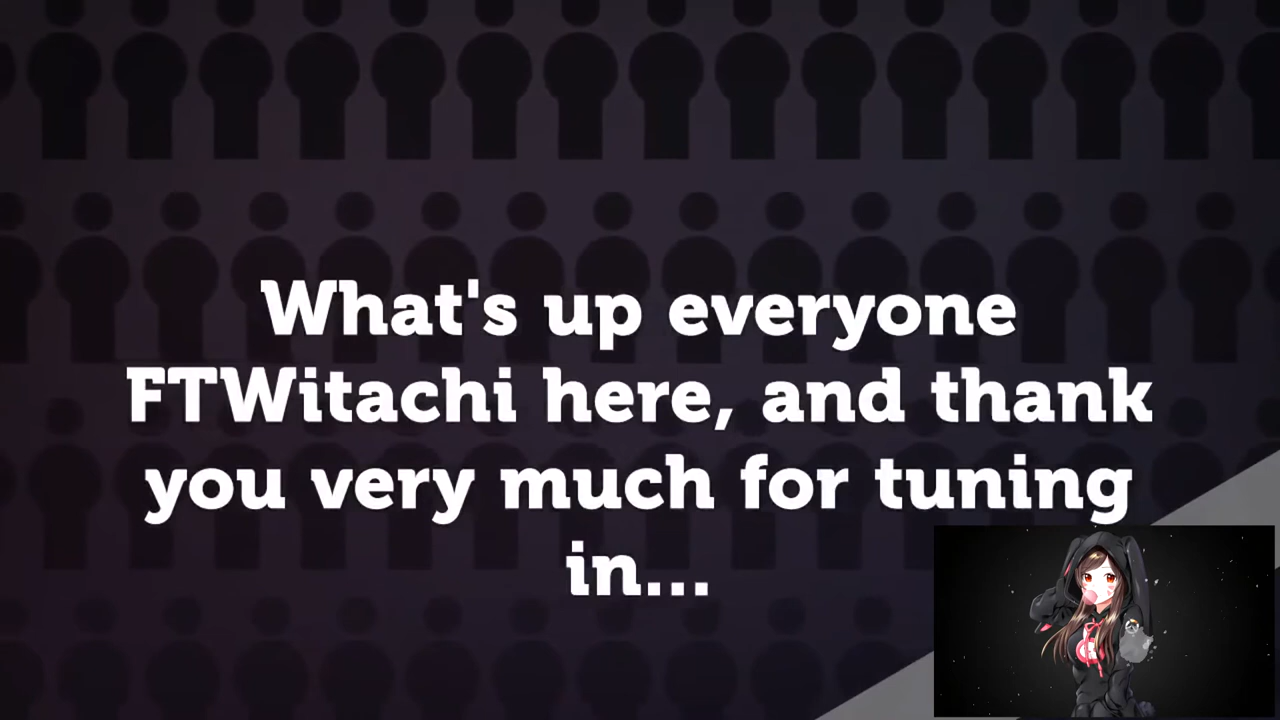 What's up everyone
FTWitachi here, and thank
you very much for tuning
in...